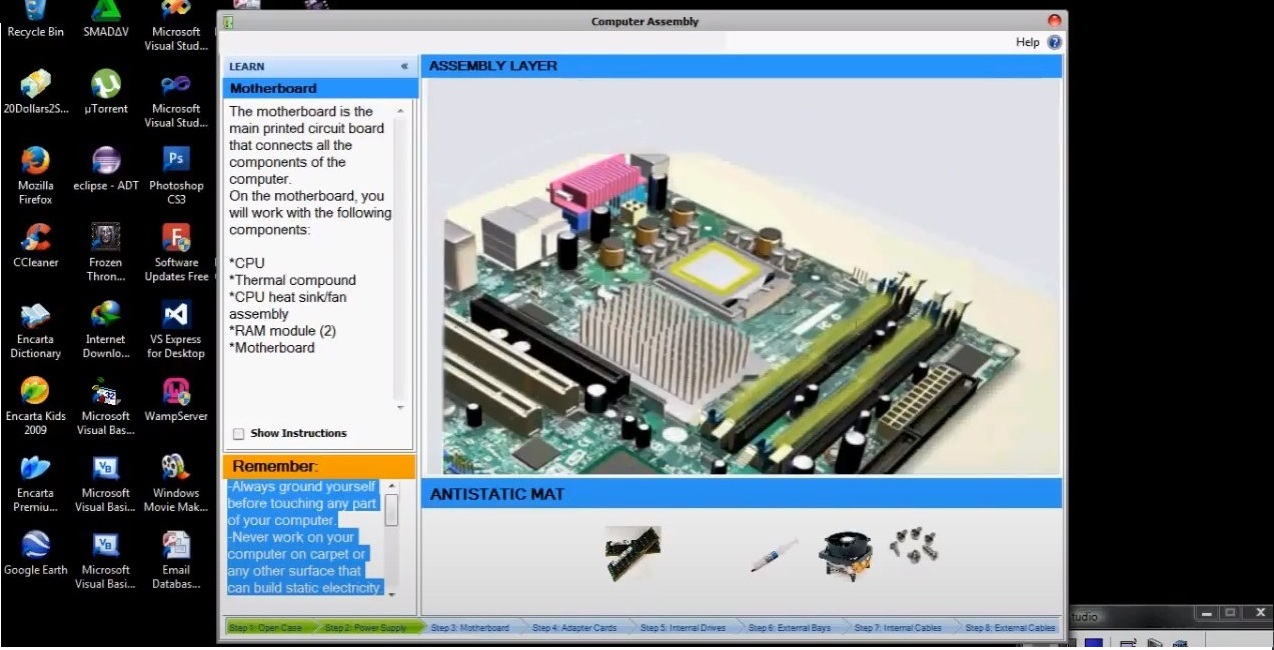 Recycle Bin
SMADΔV
Microsoft
Visual Stud...
20Dollars2S...
µTorrent
Microsoft
Visual Stud...
Mozilla
Firefox
eclipse - ADT
Photoshop
CS3
CCleaner
Frozen
Thron...
Software
Updates Free
Encarta
Dictionary
Internet
Downlo...
VS Express
for Desktop
Encarta Kids
2009
Microsoft
Visual Bas...
WampServer
Encarta
Premiu...
Microsoft
Visual Basi...
Windows
Movie Mak...
Google Earth
Microsoft
Visual Basi...
Email
Databas...
Computer Assembly
Help
LEARN
Motherboard
The motherboard is the
main printed circuit board
that connects all the
components of the
computer.
On the motherboard, you
will work with the following
components:
*CPU
*Thermal compound
*CPU heat sink/fan
assembly
*RAM module (2)
*Motherboard
Show Instructions
Remember:
-Always ground yourself
before touching any part
of your computer.
-Never work on your
computer on carpet or
any other surface that
can build static electricity
ASSEMBLY LAYER
ANTISTATIC MAT
Step 1: Open Case
Step 2: Power Supply
Step 3: Motherboard
Step 4: Adapter Cards
Step 5: Internal Drives
Step 6: External Bays
Step 7: Internal Cables
Step 8: External Cables